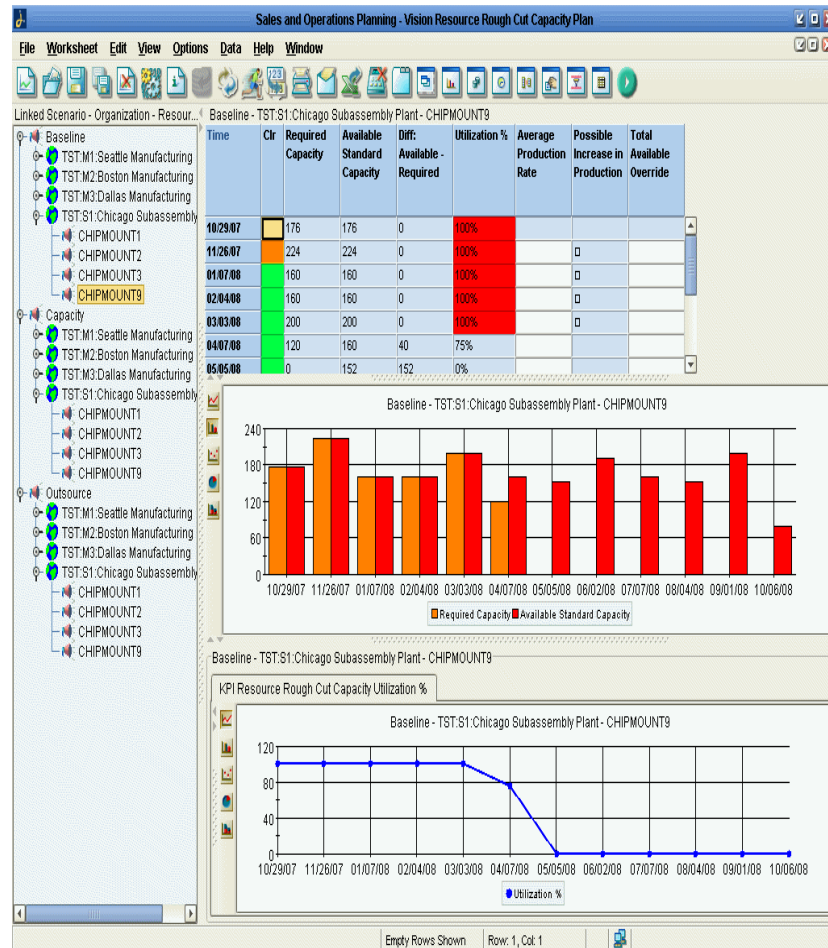 Sales and Operations Planning - Vision Resource Rough Cut Capacity Plan
File Worksheet Edit View Options Data Help Window
Linked Scenario - Organization - Resour...
Baseline
TST:M1:Seattle Manufacturing
TST:M2:Boston Manufacturing
TST:M3:Dallas Manufacturing
TST:S1:Chicago Subassembly
CHIPMOUNT1
CHIPMOUNT2
CHIPMOUNT3
CHIPMOUNT9
Capacity
TST:M1:Seattle Manufacturing
TST:M2:Boston Manufacturing
TST:M3:Dallas Manufacturing
TST:S1:Chicago Subassembly
CHIPMOUNT1
CHIPMOUNT2
CHIPMOUNT3
CHIPMOUNT9
Outsource
TST:M1:Seattle Manufacturing
TST:M2:Boston Manufacturing
TST:M3:Dallas Manufacturing
TST:S1:Chicago Subassembly
CHIPMOUNT1
CHIPMOUNT2
CHIPMOUNT3
CHIPMOUNT9
Baseline - TST:S1:Chicago Subassembly Plant - CHIPMOUNT9
Time Clr Required Available Diff: Utilization % Average Possible Total
Capacity Standard Available - Production Increase in Available
Capacity Required Rate Production Override
10/29/07 176 176 0 100%
11/26/07 224 224 0 100%
01/07/08 160 160 0 100%
02/04/08 160 160 0 100%
03/03/08 200 200 0 100%
04/07/08 120 160 40 75%
05/05/08 0 152 152 0%
Baseline - TST:S1:Chicago Subassembly Plant - CHIPMOUNT9
240
180
120
60
0
10/29/07 11/26/07 01/07/08 02/04/08 03/03/08 04/07/08 05/05/08 06/02/08 07/07/08 08/04/08 09/01/08 10/06/08
Required Capacity Available Standard Capacity
Baseline - TST:S1:Chicago Subassembly Plant - CHIPMOUNT9
KPI Resource Rough Cut Capacity Utilization %
Baseline - TST:S1:Chicago Subassembly Plant - CHIPMOUNT9
120
80
40
0
10/29/07 11/26/07 01/07/08 02/04/08 03/03/08 04/07/08 05/05/08 06/02/08 07/07/08 08/04/08 09/01/08 10/06/08
Utilization %
Empty Rows Shown Row: 1, Col: 1